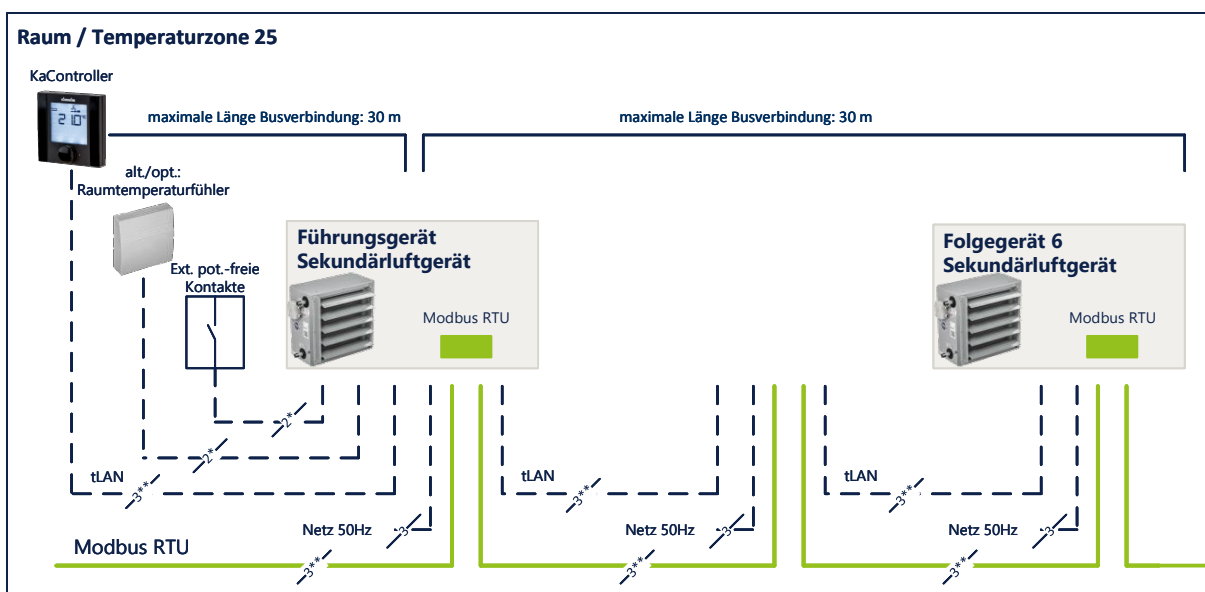 Raum / Temperaturzone 25
KaController
maximale Länge Busverbindung: 30 m
maximale Länge Busverbindung: 30 m
alt./opt.:
Raumtemperaturfühler
Ext. pot.-freie
Kontakte
Führungsgerät
Sekundärluftgerät
Modbus RTU
Folgegerät 6
Sekundärluftgerät
Modbus RTU
2*
2*
tLAN
3**
tLAN
3**
tLAN
3**
Netz 50Hz
3
Netz 50Hz
3
Netz 50Hz
3
Modbus RTU
3**
3**
3**